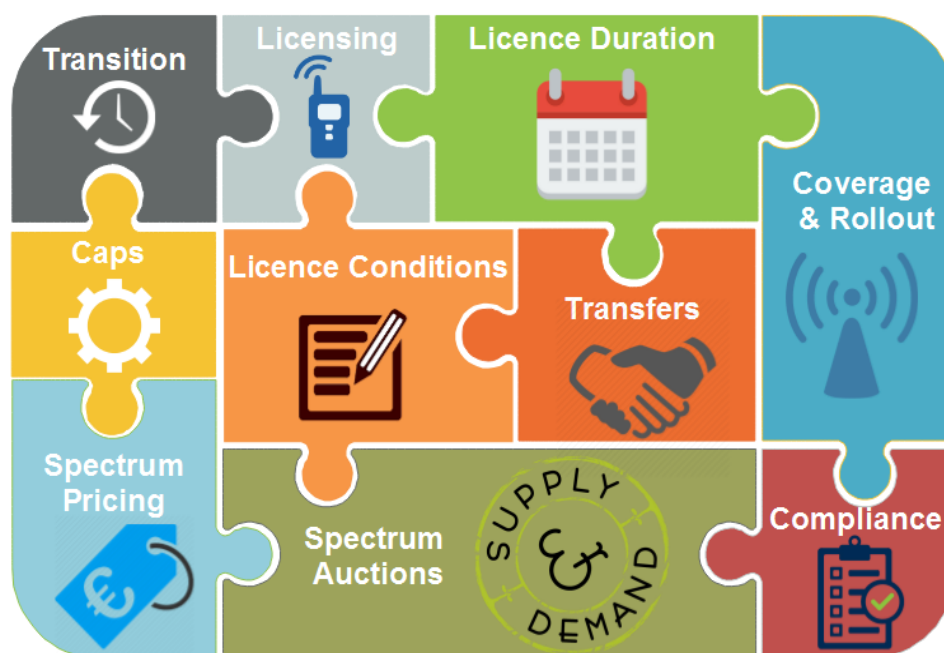 Transition
Licensing
Licence Duration
Coverage
& Rollout
Caps
Licence Conditions
Transfers
Spectrum
Pricing
Spectrum
Auctions
SUPPLY
&
DEMAND
Compliance
€